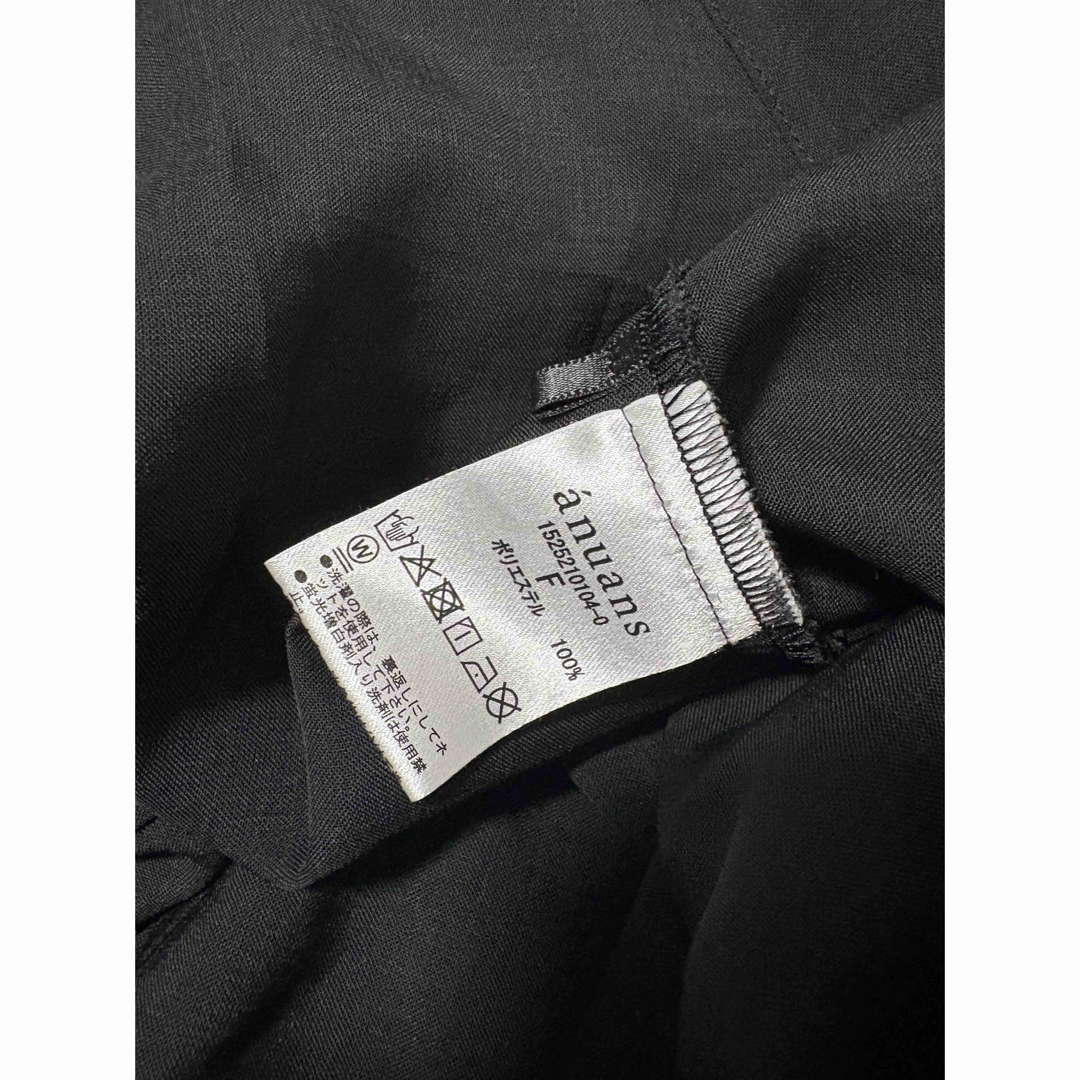 ánuans
1525210104-0
F
ポリエステル 100%
W
●洗濯の際は、裏返しにしてネ
ットを使用して下さい。
●蛍光増白剤入り洗剤は使用禁
止。